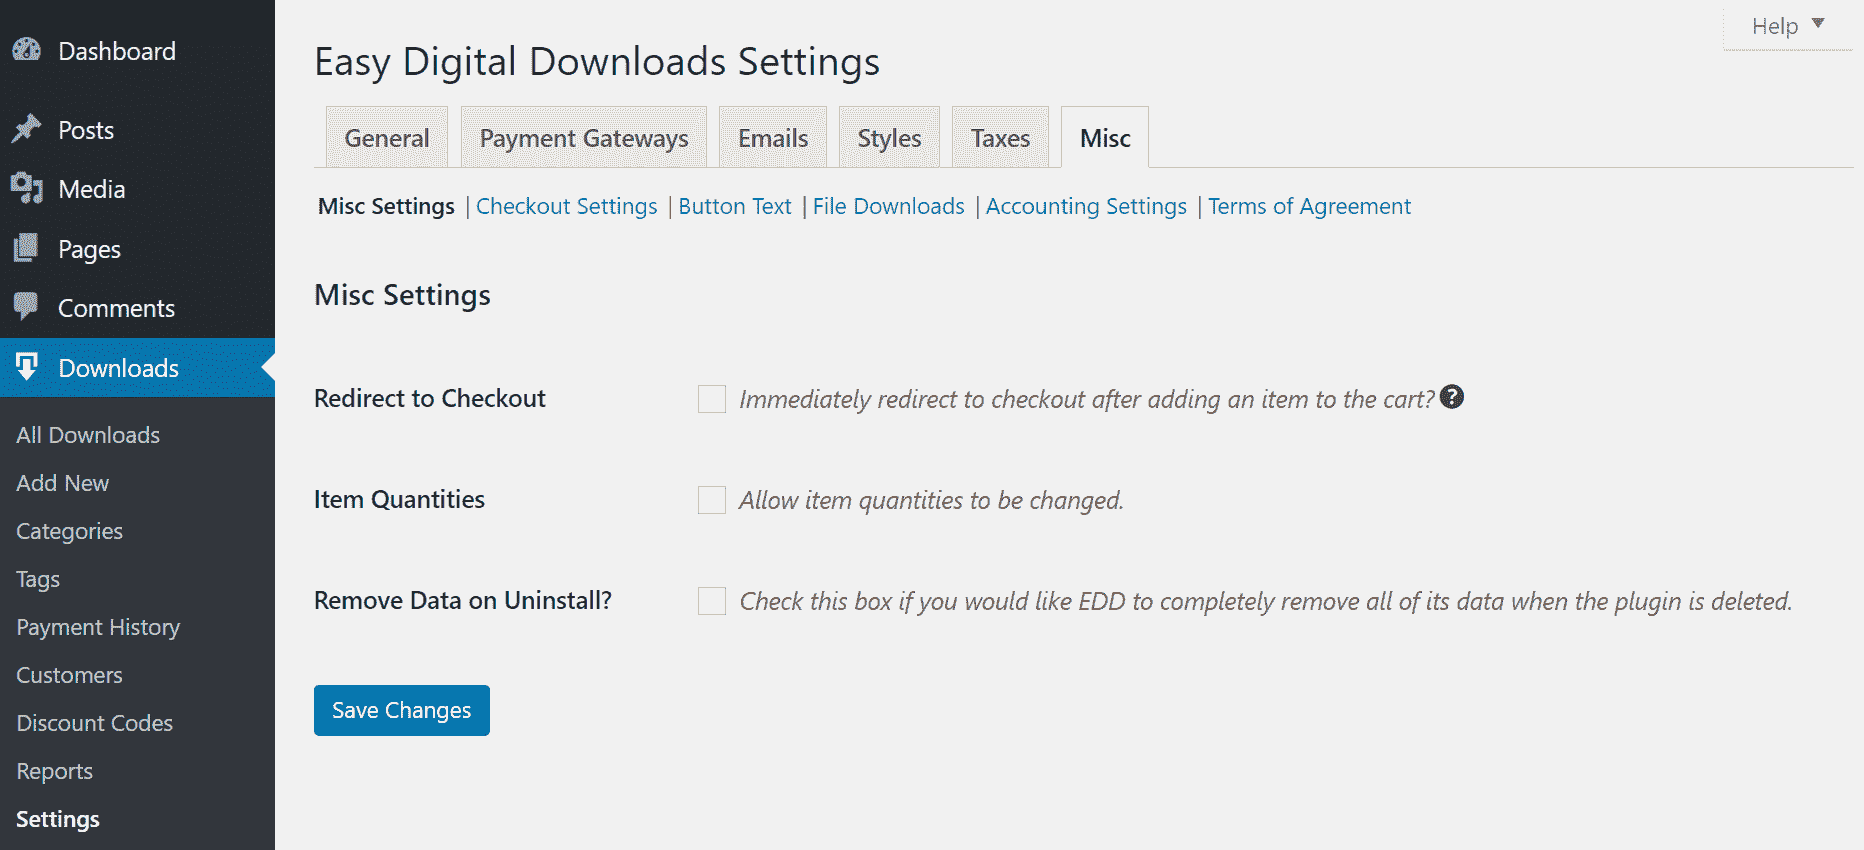 Dashboard
Posts
Media
Pages
Comments
Downloads
All Downloads
Add New
Categories
Tags
Payment History
Customers
Discount Codes
Reports
Settings
Help
Easy Digital Downloads Settings
General Payment Gateways Emails Styles Taxes Misc
Misc Settings | Checkout Settings | Button Text | File Downloads | Accounting Settings | Terms of Agreement
Misc Settings
Redirect to Checkout Immediately redirect to checkout after adding an item to the cart? ?
Item Quantities Allow item quantities to be changed.
Remove Data on Uninstall? Check this box if you would like EDD to completely remove all of its data when the plugin is deleted.
Save Changes